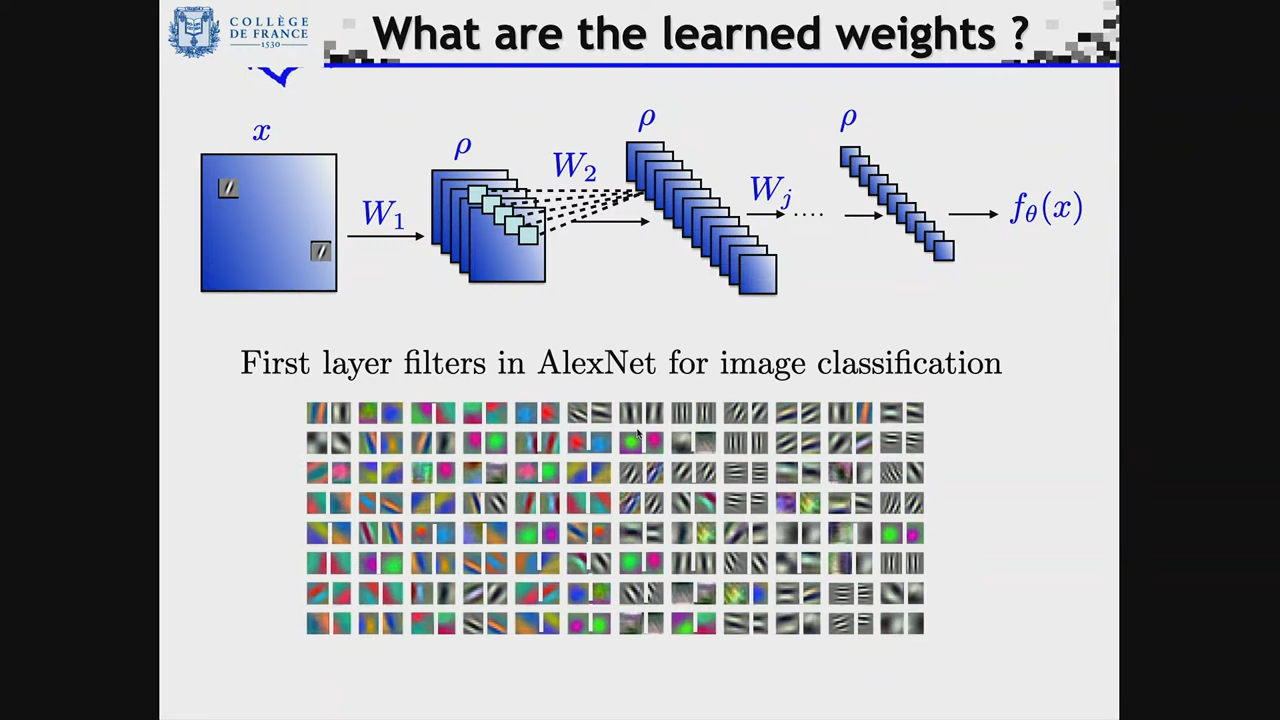 COLLÈGE
DE FRANCE
1530
What are the learned weights ?
x
ρ
ρ
ρ
W₁
W₂
Wⱼ
....
f_θ(x)
First layer filters in AlexNet for image classification